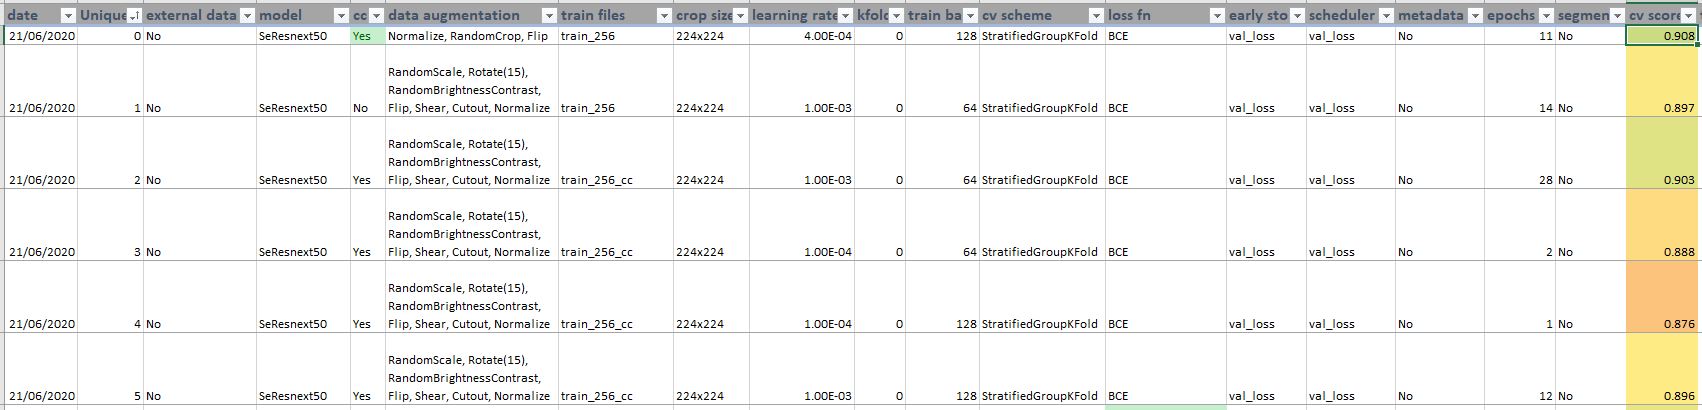 date Unique external data model cc data augmentation train files crop size learning rate kfold train ba cv scheme loss fn early sto scheduler metadata epochs segmen cv score
21/06/2020 0 No SeResnext50 Yes Normalize, RandomCrop, Flip train_256 224x224 4.00E-04 0 128 StratifiedGroupKFold BCE val_loss val_loss No 11 No 0.908
RandomScale, Rotate(15),
RandomBrightnessContrast,
21/06/2020 1 No SeResnext50 No Flip, Shear, Cutout, Normalize train_256 224x224 1.00E-03 0 64 StratifiedGroupKFold BCE val_loss val_loss No 14 No 0.897
RandomScale, Rotate(15),
RandomBrightnessContrast,
21/06/2020 2 No SeResnext50 Yes Flip, Shear, Cutout, Normalize train_256_cc 224x224 1.00E-03 0 64 StratifiedGroupKFold BCE val_loss val_loss No 28 No 0.903
RandomScale, Rotate(15),
RandomBrightnessContrast,
21/06/2020 3 No SeResnext50 Yes Flip, Shear, Cutout, Normalize train_256_cc 224x224 1.00E-04 0 64 StratifiedGroupKFold BCE val_loss val_loss No 2 No 0.888
RandomScale, Rotate(15),
RandomBrightnessContrast,
21/06/2020 4 No SeResnext50 Yes Flip, Shear, Cutout, Normalize train_256_cc 224x224 1.00E-04 0 128 StratifiedGroupKFold BCE val_loss val_loss No 1 No 0.876
RandomScale, Rotate(15),
RandomBrightnessContrast,
21/06/2020 5 No SeResnext50 Yes Flip, Shear, Cutout, Normalize train_256_cc 224x224 1.00E-03 0 128 StratifiedGroupKFold BCE val_loss val_loss No 12 No 0.896